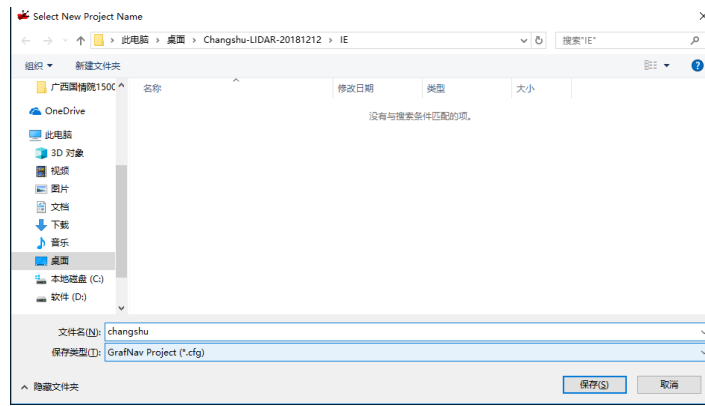 Select New Project Name
此电脑 › 桌面 › Changshu-LIDAR-20181212 › IE
搜索"IE"
组织 新建文件夹
广西国情院1500
名称 修改日期 类型 大小
没有与搜索条件匹配的项。
OneDrive
此电脑
3D 对象
视频
图片
文档
下载
音乐
桌面
本地磁盘 (C:)
软件 (D:)
文件名(N): changshu
保存类型(T): GrafNav Project (*.cfg)
隐藏文件夹 保存(S) 取消